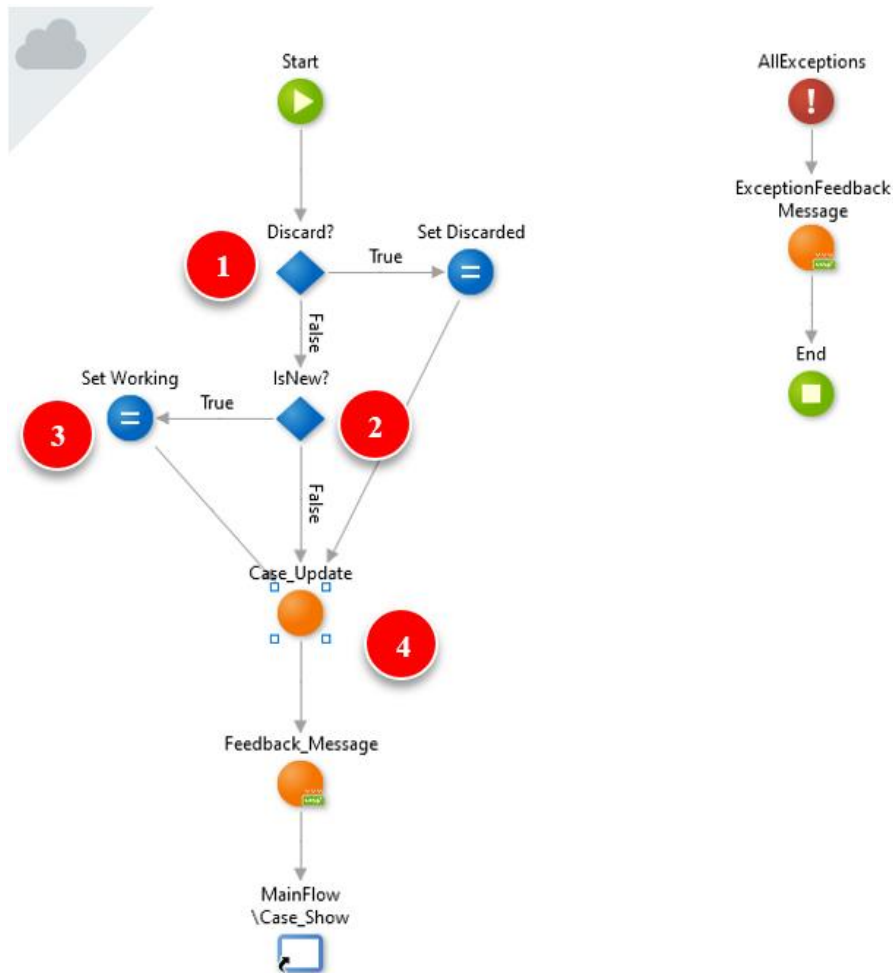 Start
AllExceptions
ExceptionFeedback
Message
Discard?
Set Discarded
True
1
False
End
Set Working
IsNew?
True
3
2
False
Case_Update
4
Feedback_Message
MainFlow
\Case_Show